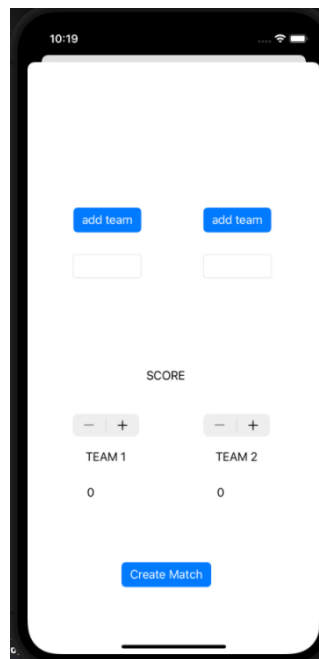 10:19
add team add team
SCORE
− + − +
TEAM 1 TEAM 2
0 0
Create Match